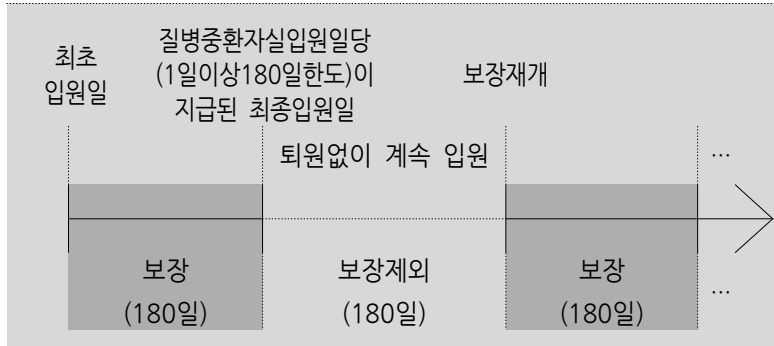 최초
입원일
질병중환자실입원일당
(1일이상180일한도)이
지급된 최종입원일
보장재개
퇴원없이 계속 입원
…
보장
(180일)
보장제외
(180일)
보장
(180일)
…